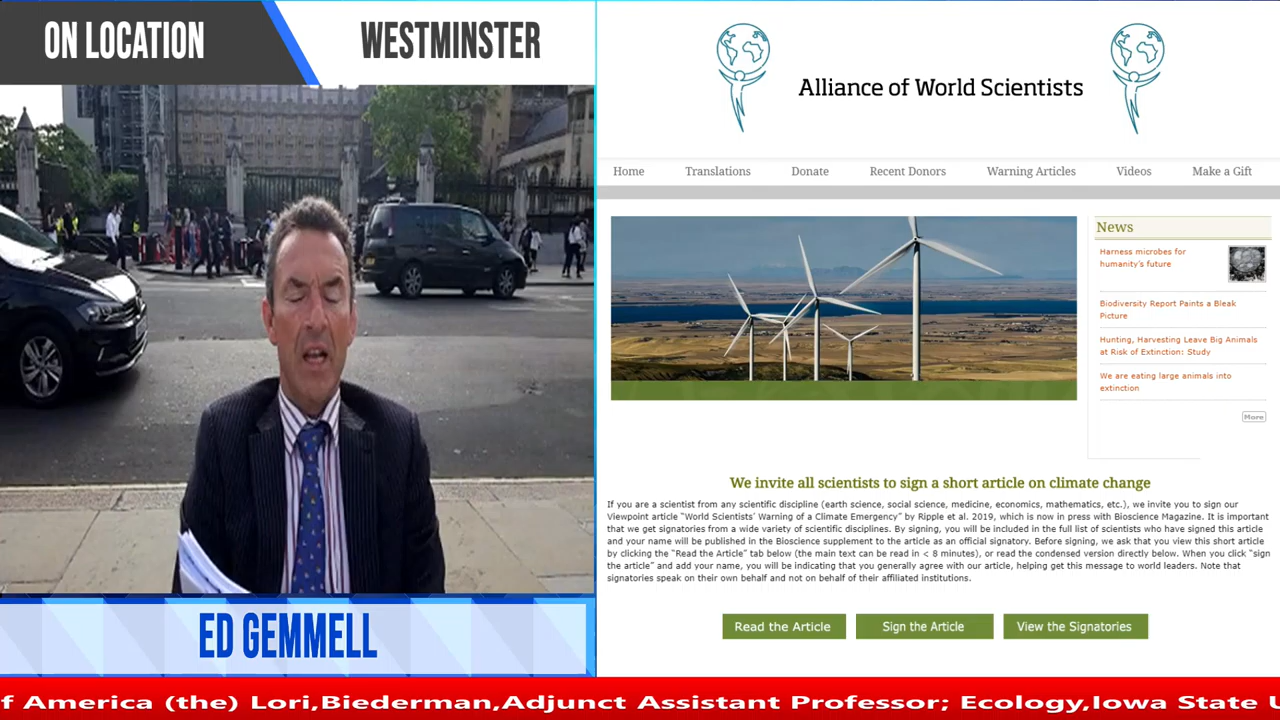 ON LOCATION
WESTMINSTER
Alliance of World Scientists
Home Translations Donate Recent Donors Warning Articles Videos Make a Gift
News
Harness microbes for
humanity's future
Biodiversity Report Paints a Bleak
Picture
Hunting, Harvesting Leave Big Animals
at Risk of Extinction: Study
We are eating large animals into
extinction
More
We invite all scientists to sign a short article on climate change
If you are a scientist from any scientific discipline (earth science, social science, medicine, economics, mathematics, etc.), we invite you to sign our
Viewpoint article "World Scientists' Warning of a Climate Emergency" by Ripple et al. 2019, which is now in press with Bioscience Magazine. It is important
that we get signatories from a wide variety of scientific disciplines. By signing, you will be included in the full list of scientists who have signed this article
and your name will be published in the Bioscience supplement to the article as an official signatory. Before signing, we ask that you view this short article
by clicking the "Read the Article" tab below (the main text can be read in < 8 minutes), or read the condensed version directly below. When you click "sign
the article" and add your name, you will be indicating that you generally agree with our article, helping get this message to world leaders. Note that
signatories speak on their own behalf and not on behalf of their affiliated institutions.
Read the Article Sign the Article View the Signatories
ED GEMMELL
f America (the) Lori,Biederman,Adjunct Assistant Professor; Ecology,Iowa State U